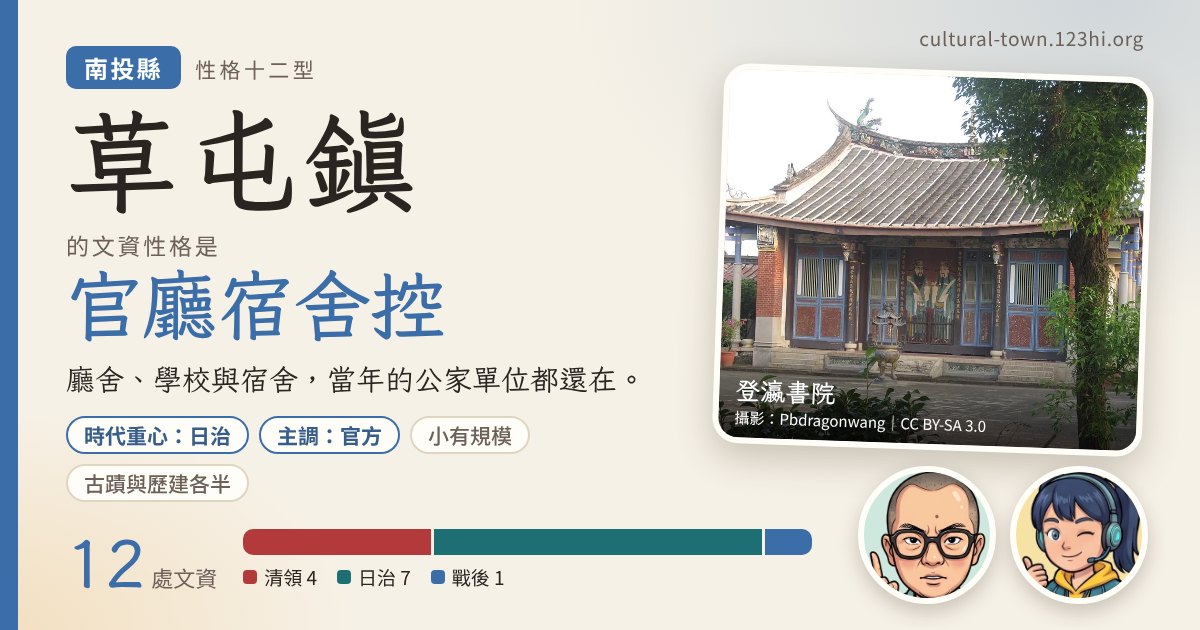 cultural-town.123hi.org
南投縣 性格十二型
草屯鎮
的文資性格是
官廳宿舍控
廳舍、學校與宿舍，當年的公家單位都還在。
時代重心：日治 主調：官方 小有規模
古蹟與歷建各半
12 處文資
清領 4 日治 7 戰後 1
登瀛書院
攝影：Pbdragonwang｜CC BY-SA 3.0